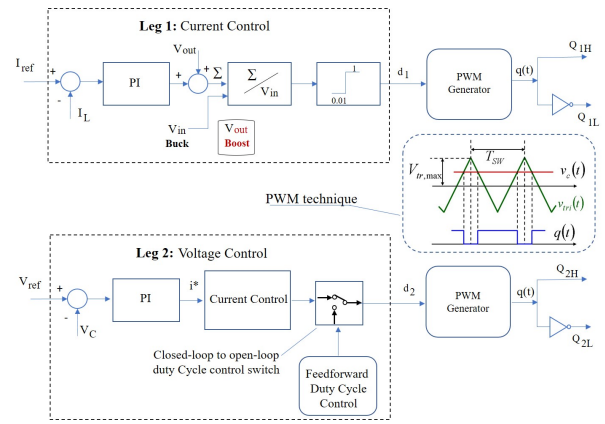 Leg 1: Current Control
I_ref
+
-
I_L
PI
V_out
+
+
Σ
Σ / V_in
V_in
Buck
V_out
Boost
1
0.01
d_1
PWM
Generator
q(t)
Q_1H
Q_1L
PWM technique
V_tr,max
T_SW
v_c(t)
v_tri(t)
q(t)
Leg 2: Voltage Control
V_ref
+
-
V_C
PI
i*
Current Control
Closed-loop to open-loop
duty Cycle control switch
Feedforward
Duty Cycle
Control
d_2
PWM
Generator
q(t)
Q_2H
Q_2L